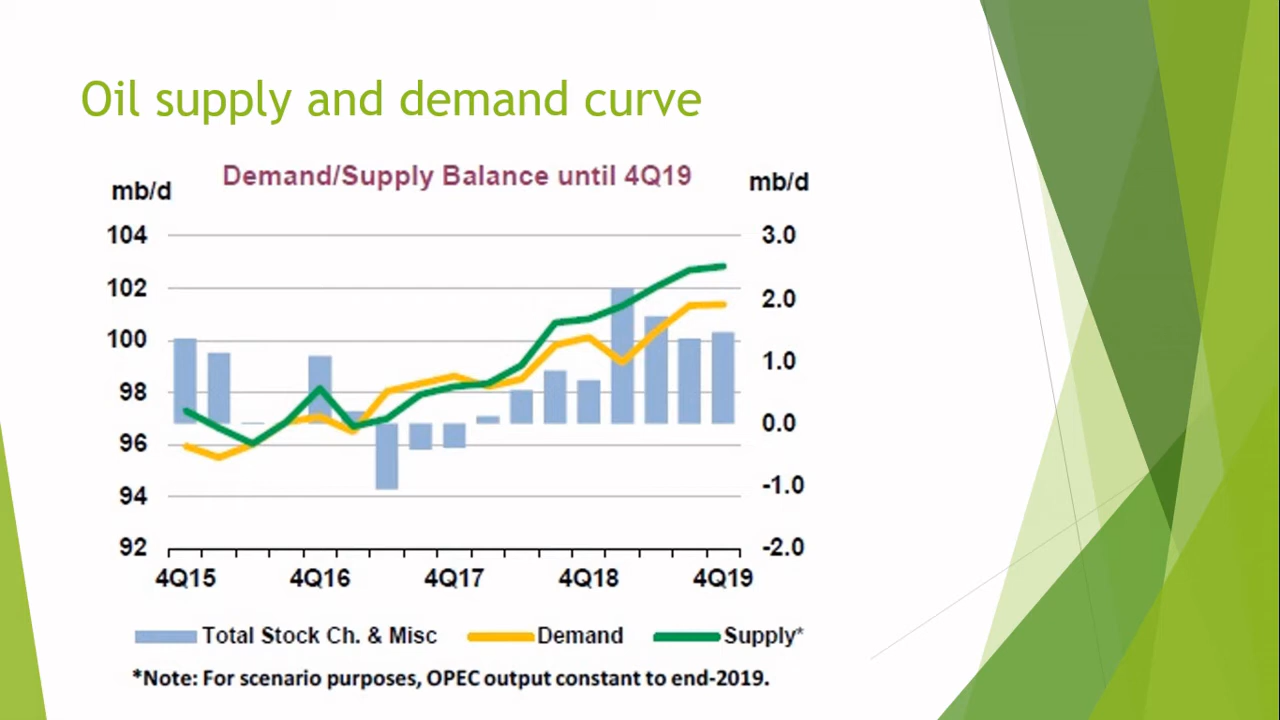 Oil supply and demand curve
Demand/Supply Balance until 4Q19
mb/d
mb/d
104
3.0
102
2.0
100
1.0
98
0.0
96
-1.0
94
-2.0
92
4Q15 4Q16 4Q17 4Q18 4Q19
Total Stock Ch. & Misc Demand Supply*
*Note: For scenario purposes, OPEC output constant to end-2019.